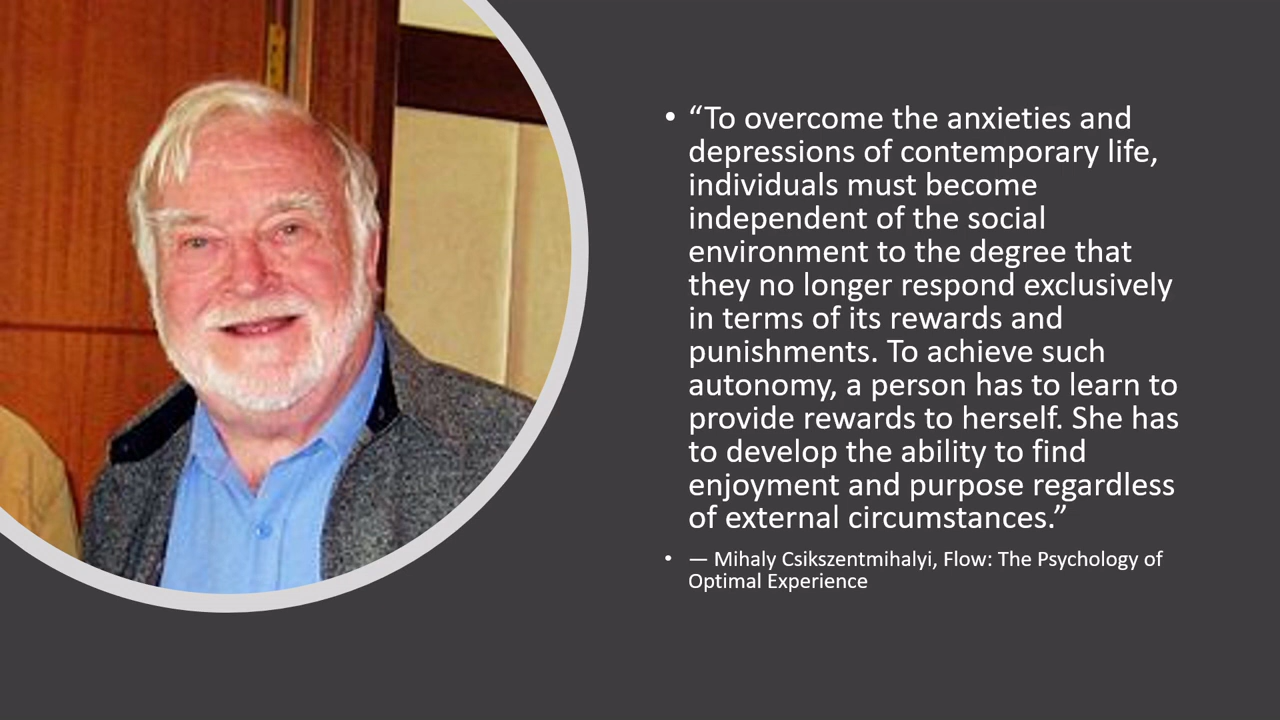 • “To overcome the anxieties and
depressions of contemporary life,
individuals must become
independent of the social
environment to the degree that
they no longer respond exclusively
in terms of its rewards and
punishments. To achieve such
autonomy, a person has to learn to
provide rewards to herself. She has
to develop the ability to find
enjoyment and purpose regardless
of external circumstances.”
• — Mihaly Csikszentmihalyi, Flow: The Psychology of
Optimal Experience